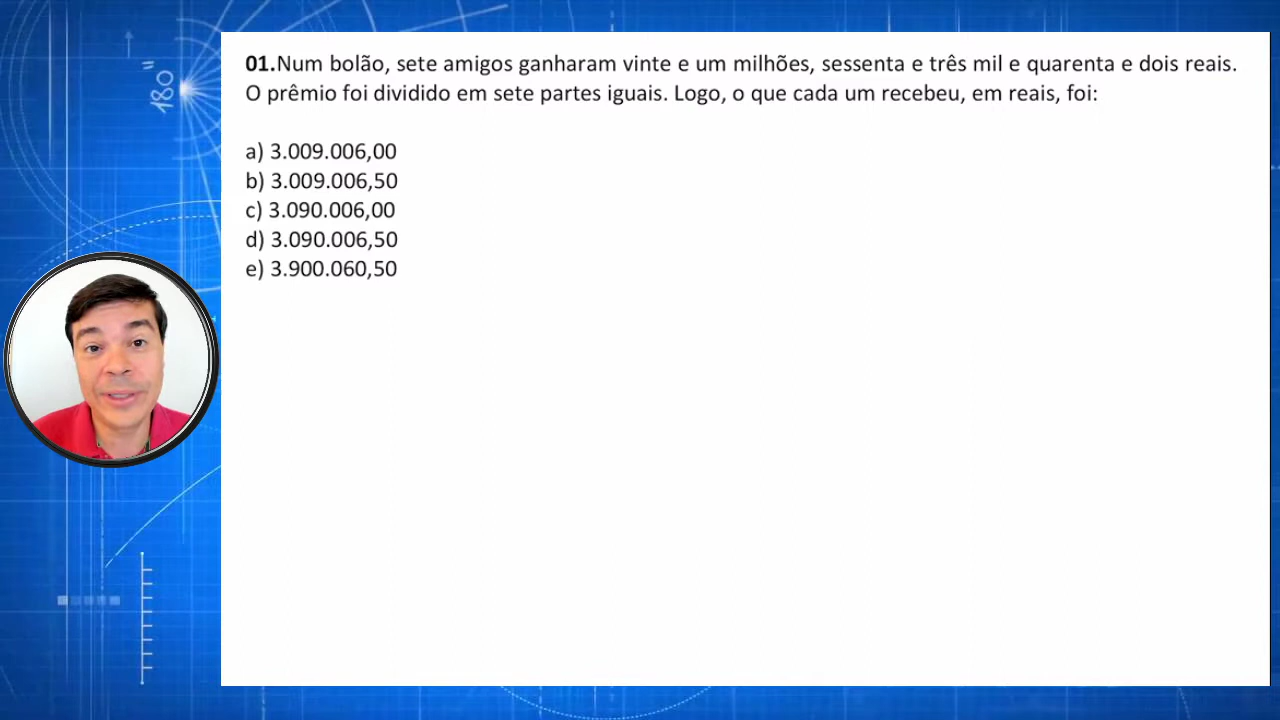 180"
01.Num bolão, sete amigos ganharam vinte e um milhões, sessenta e três mil e quarenta e dois reais.
O prêmio foi dividido em sete partes iguais. Logo, o que cada um recebeu, em reais, foi:
a) 3.009.006,00
b) 3.009.006,50
c) 3.090.006,00
d) 3.090.006,50
e) 3.900.060,50